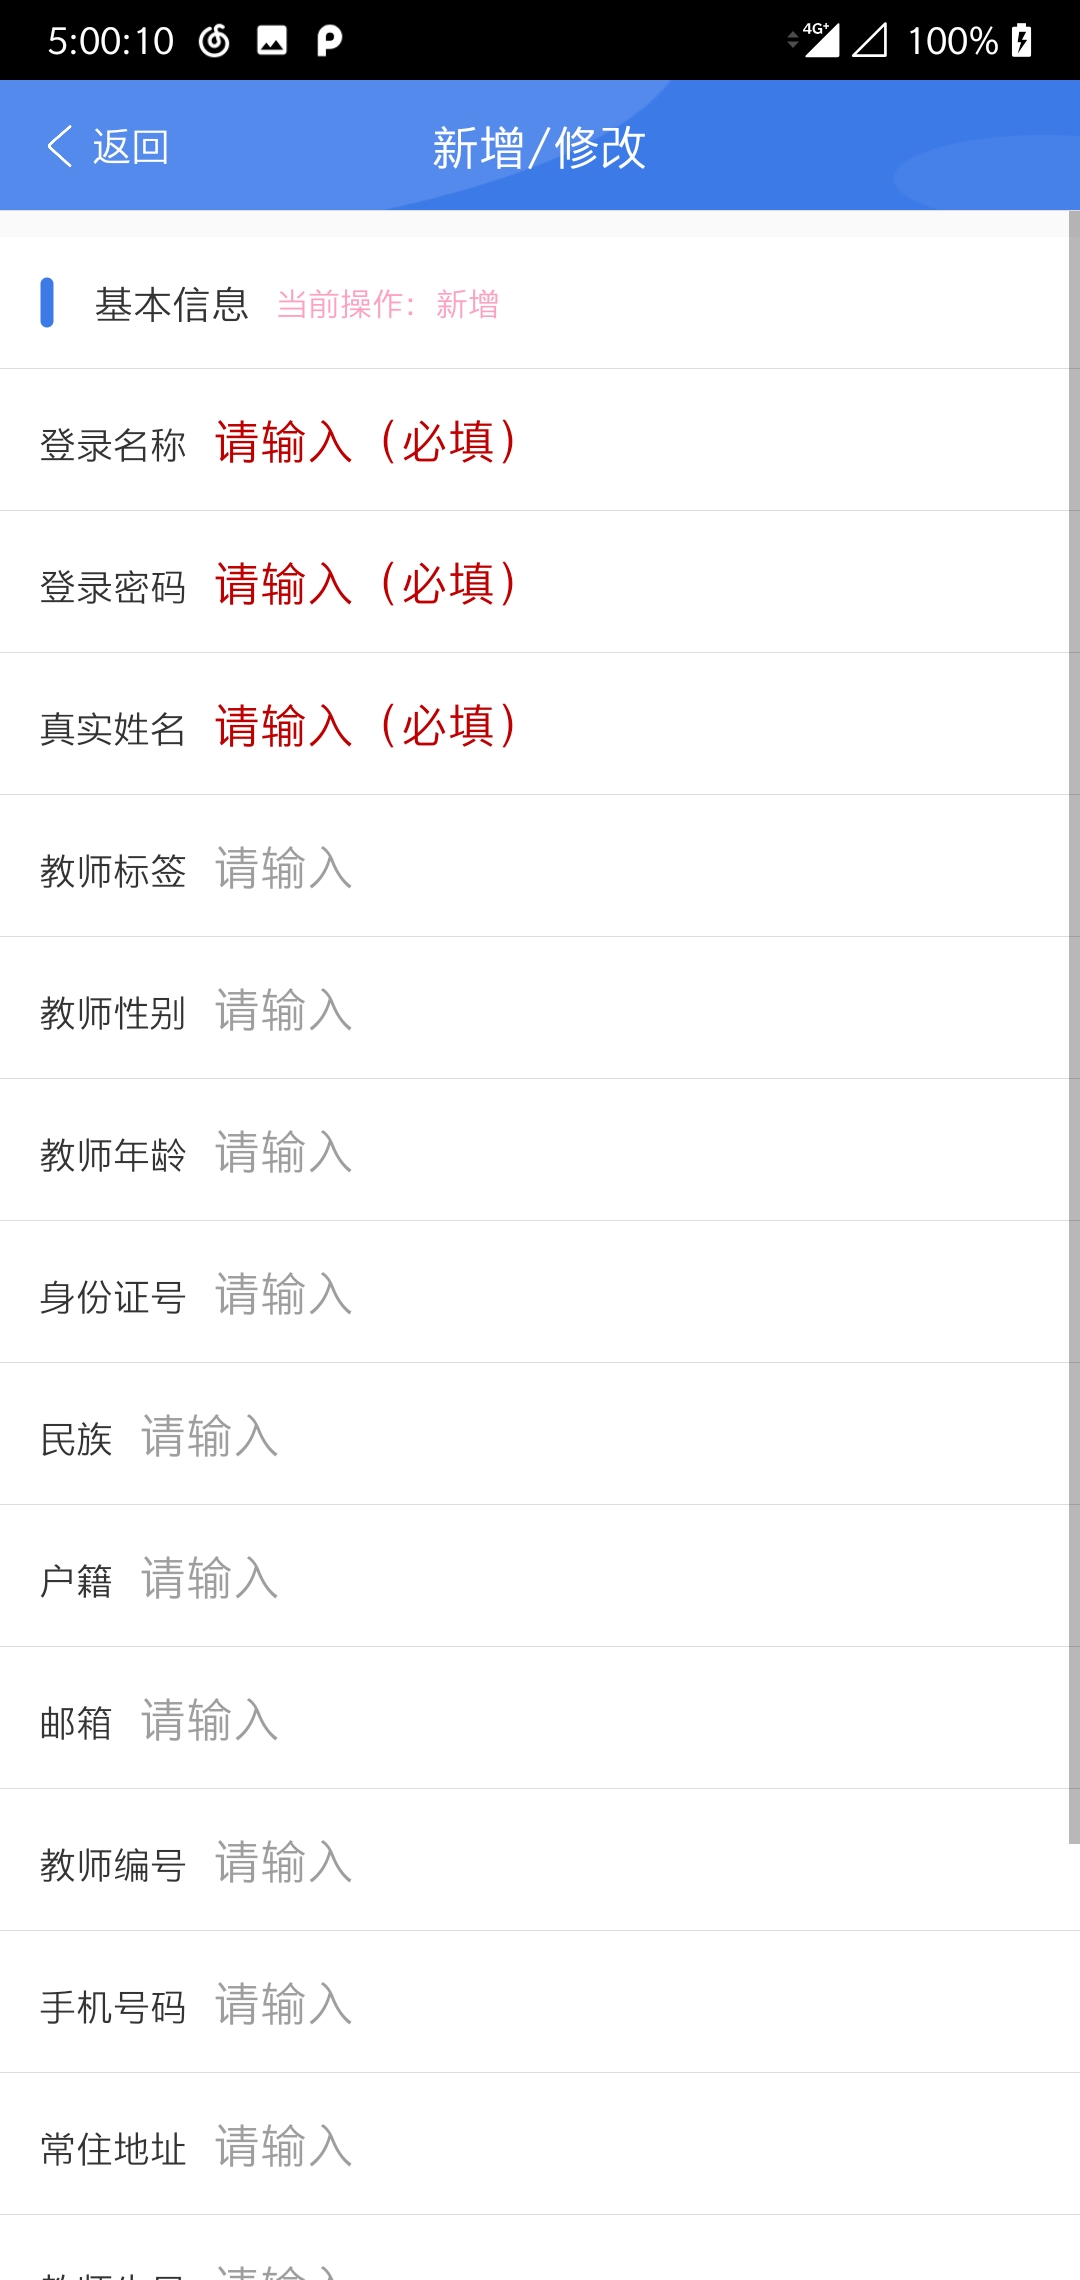 5:00:10 4G+ 100%
返回 新增/修改
基本信息 当前操作：新增
登录名称 请输入（必填）
登录密码 请输入（必填）
真实姓名 请输入（必填）
教师标签 请输入
教师性别 请输入
教师年龄 请输入
身份证号 请输入
民族 请输入
户籍 请输入
邮箱 请输入
教师编号 请输入
手机号码 请输入
常住地址 请输入
请输入